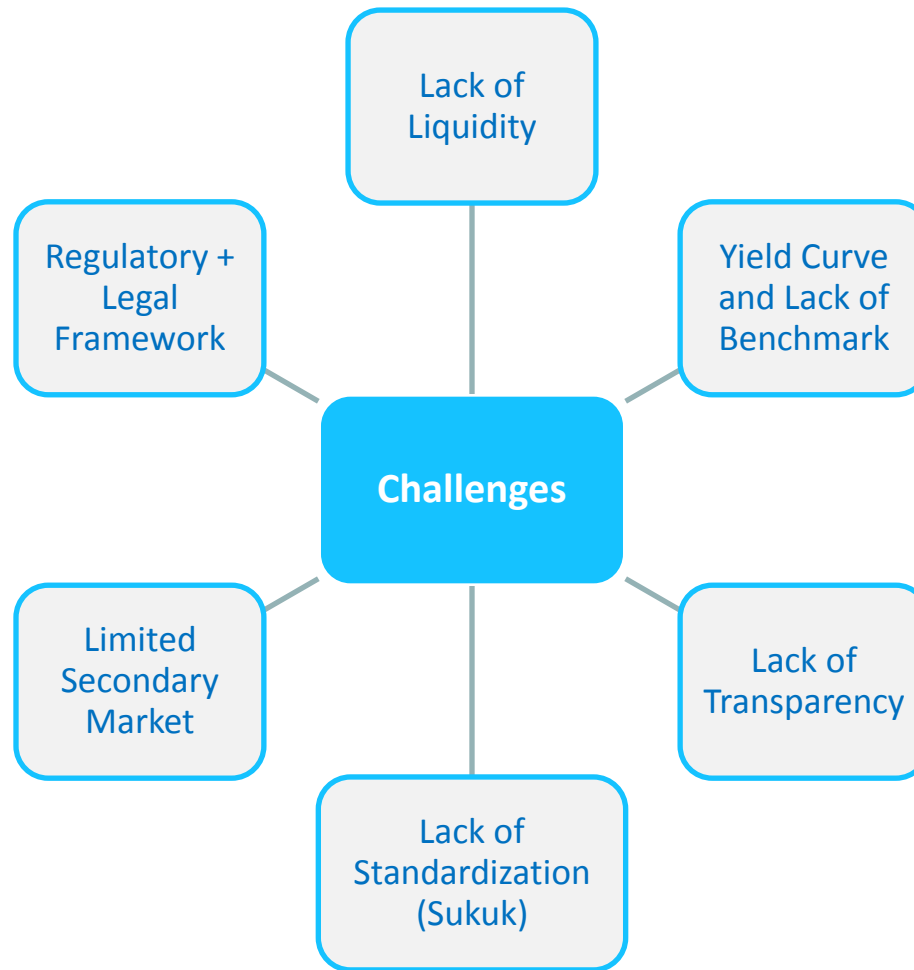 Lack of
Liquidity
Regulatory +
Legal
Framework
Yield Curve
and Lack of
Benchmark
Challenges
Limited
Secondary
Market
Lack of
Transparency
Lack of
Standardization
(Sukuk)